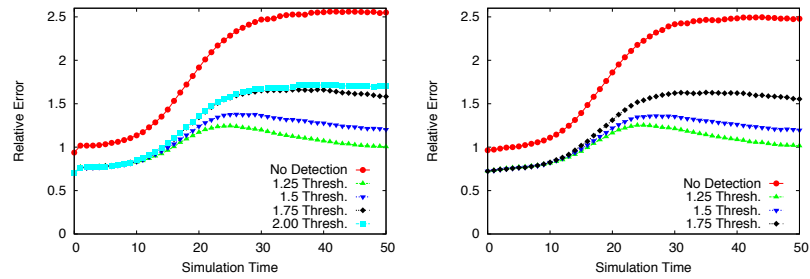 Relative Error
2.5
2
1.5
1
0.5
0
0
10
20
30
40
50
Simulation Time
No Detection
1.25 Thresh.
1.5 Thresh.
1.75 Thresh.
2.00 Thresh.
Relative Error
2.5
2
1.5
1
0.5
0
0
10
20
30
40
50
Simulation Time
No Detection
1.25 Thresh.
1.5 Thresh.
1.75 Thresh.